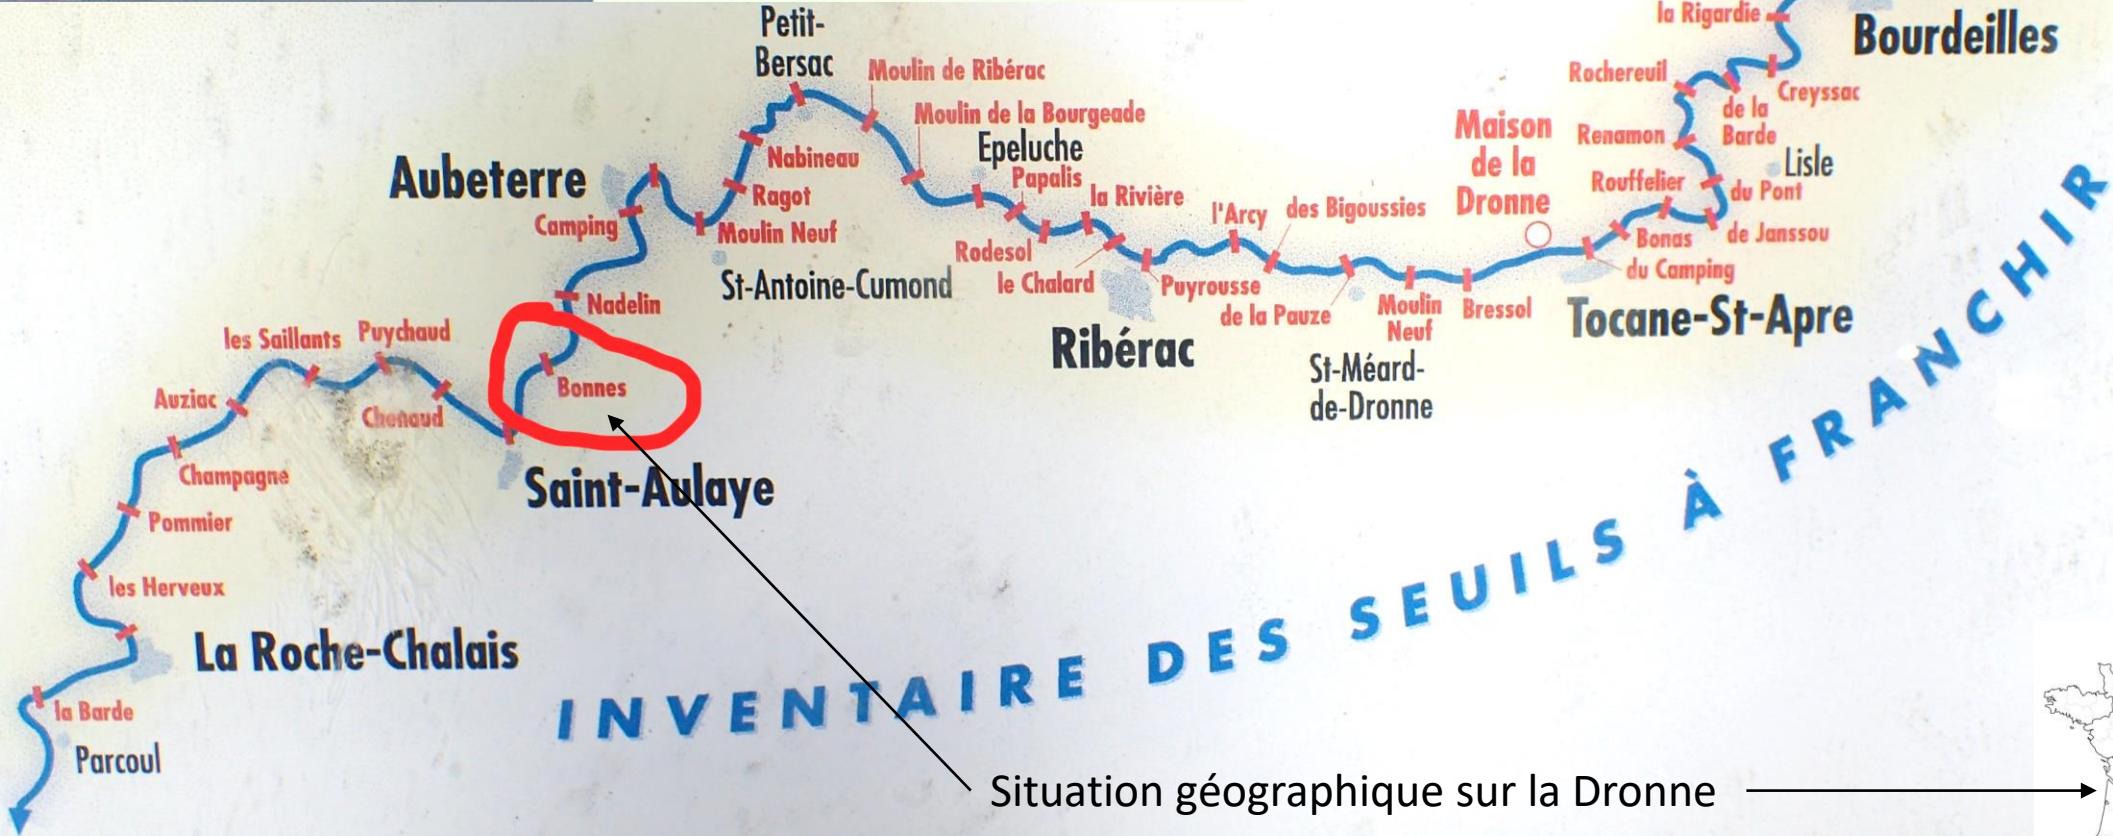 la Rigardie
Bourdeilles
Petit-
Bersac
Moulin de Ribérac
Rochereuil
Creyssac
de la
Barde
Moulin de la Bourgeade
Maison
de la
Dronne
Renamon
Epeluche
Nabineau
Lisle
Aubeterre
Papalis
Rouffelier
du Pont
Ragot
la Rivière
l'Arcy
des Bigoussies
Camping
Moulin Neuf
Bonas
de Janssou
Rodesol
du Camping
St-Antoine-Cumond
le Chalard
Puyrousse
Nadelin
de la Pauze
Moulin
Neuf
Bressol
Tocane-St-Apre
les Saillants
Puychaud
Ribérac
St-Méard-
de-Dronne
Bonnes
Auziac
Chenaud
Champagne
Saint-Aulaye
Pommier
les Herveux
La Roche-Chalais
INVENTAIRE DES SEUILS À FRANCHIR
la Barde
Parcoul
Situation géographique sur la Dronne